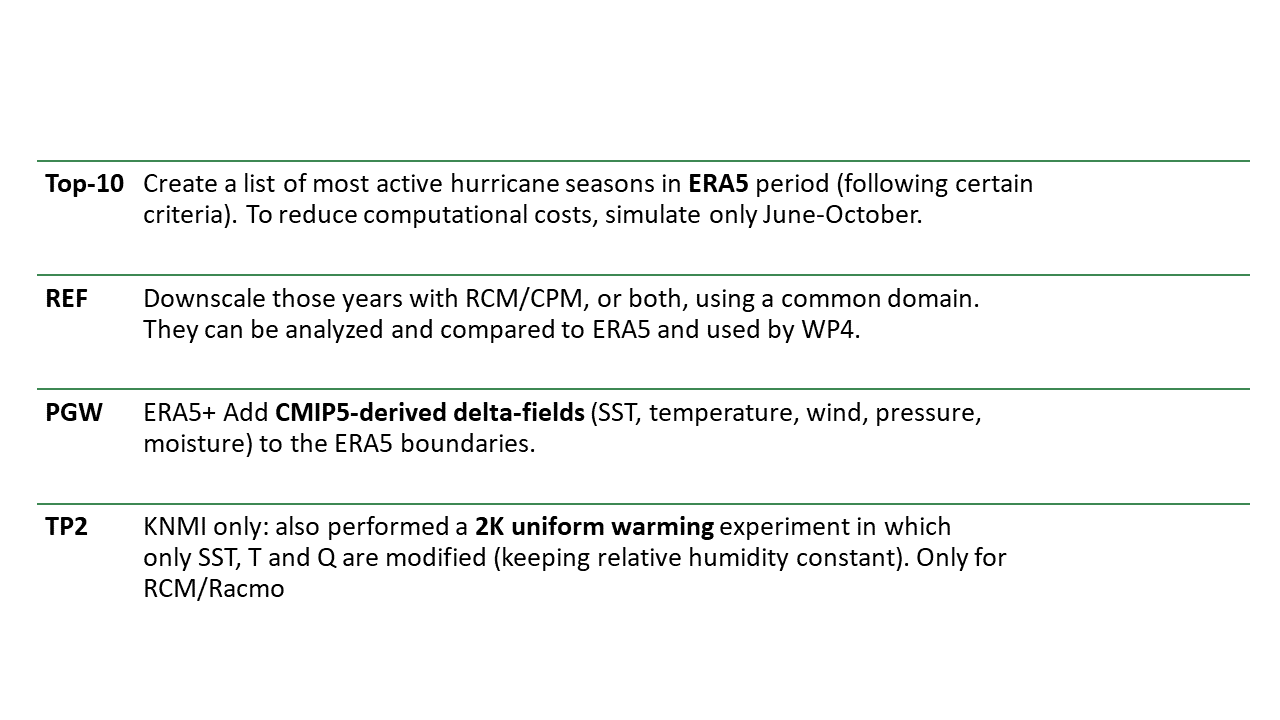 Top-10 Create a list of most active hurricane seasons in ERA5 period (following certain
criteria). To reduce computational costs, simulate only June-October.
REF Downscale those years with RCM/CPM, or both, using a common domain.
They can be analyzed and compared to ERA5 and used by WP4.
PGW ERA5+ Add CMIP5-derived delta-fields (SST, temperature, wind, pressure,
moisture) to the ERA5 boundaries.
TP2 KNMI only: also performed a 2K uniform warming experiment in which
only SST, T and Q are modified (keeping relative humidity constant). Only for
RCM/Racmo